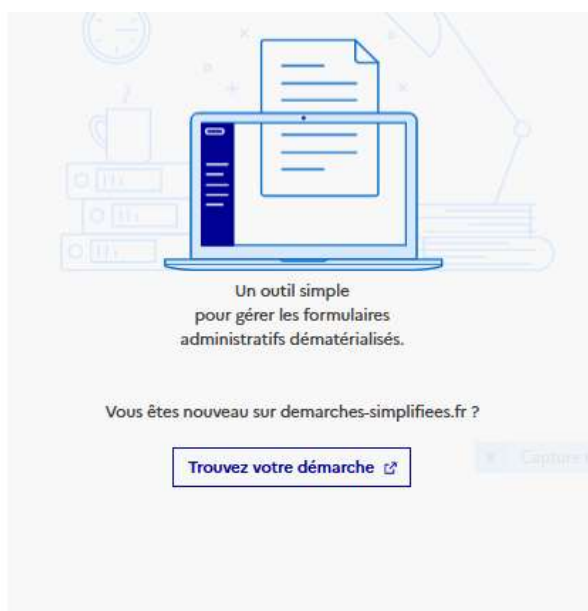 Un outil simple
pour gérer les formulaires
administratifs dématérialisés.
Vous êtes nouveau sur demarches-simplifiees.fr ?
Trouvez votre démarche
Capture